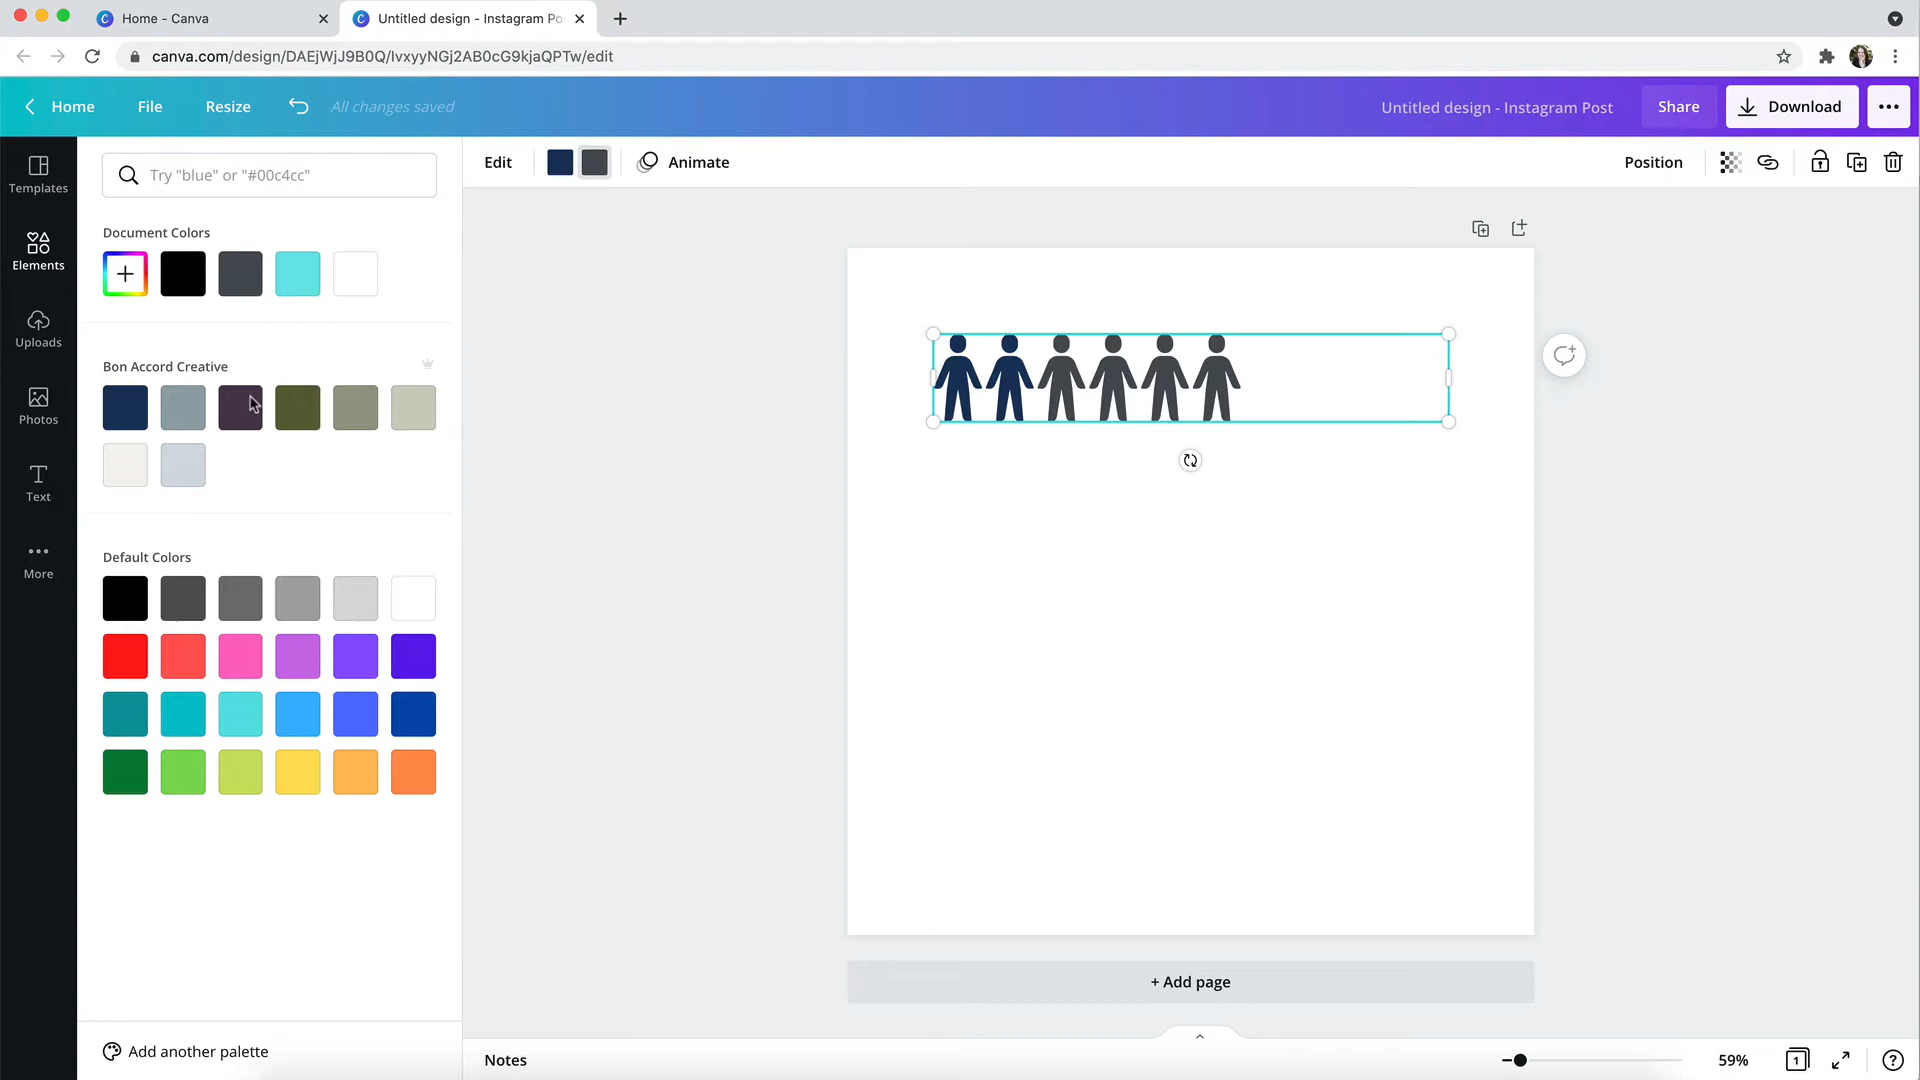 Home - Canva
Untitled design - Instagram Po
canva.com/design/DAEjWjJ9B0Q/lvxyyNGj2AB0cG9kjaQPTw/edit
Home
File
Resize
All changes saved
Untitled design - Instagram Post
Share
Download
Templates
Elements
Uploads
Photos
Text
More
Try "blue" or "#00c4cc"
Document Colors
Bon Accord Creative
Default Colors
Add another palette
Edit
Animate
Position
+ Add page
Notes
59%
1